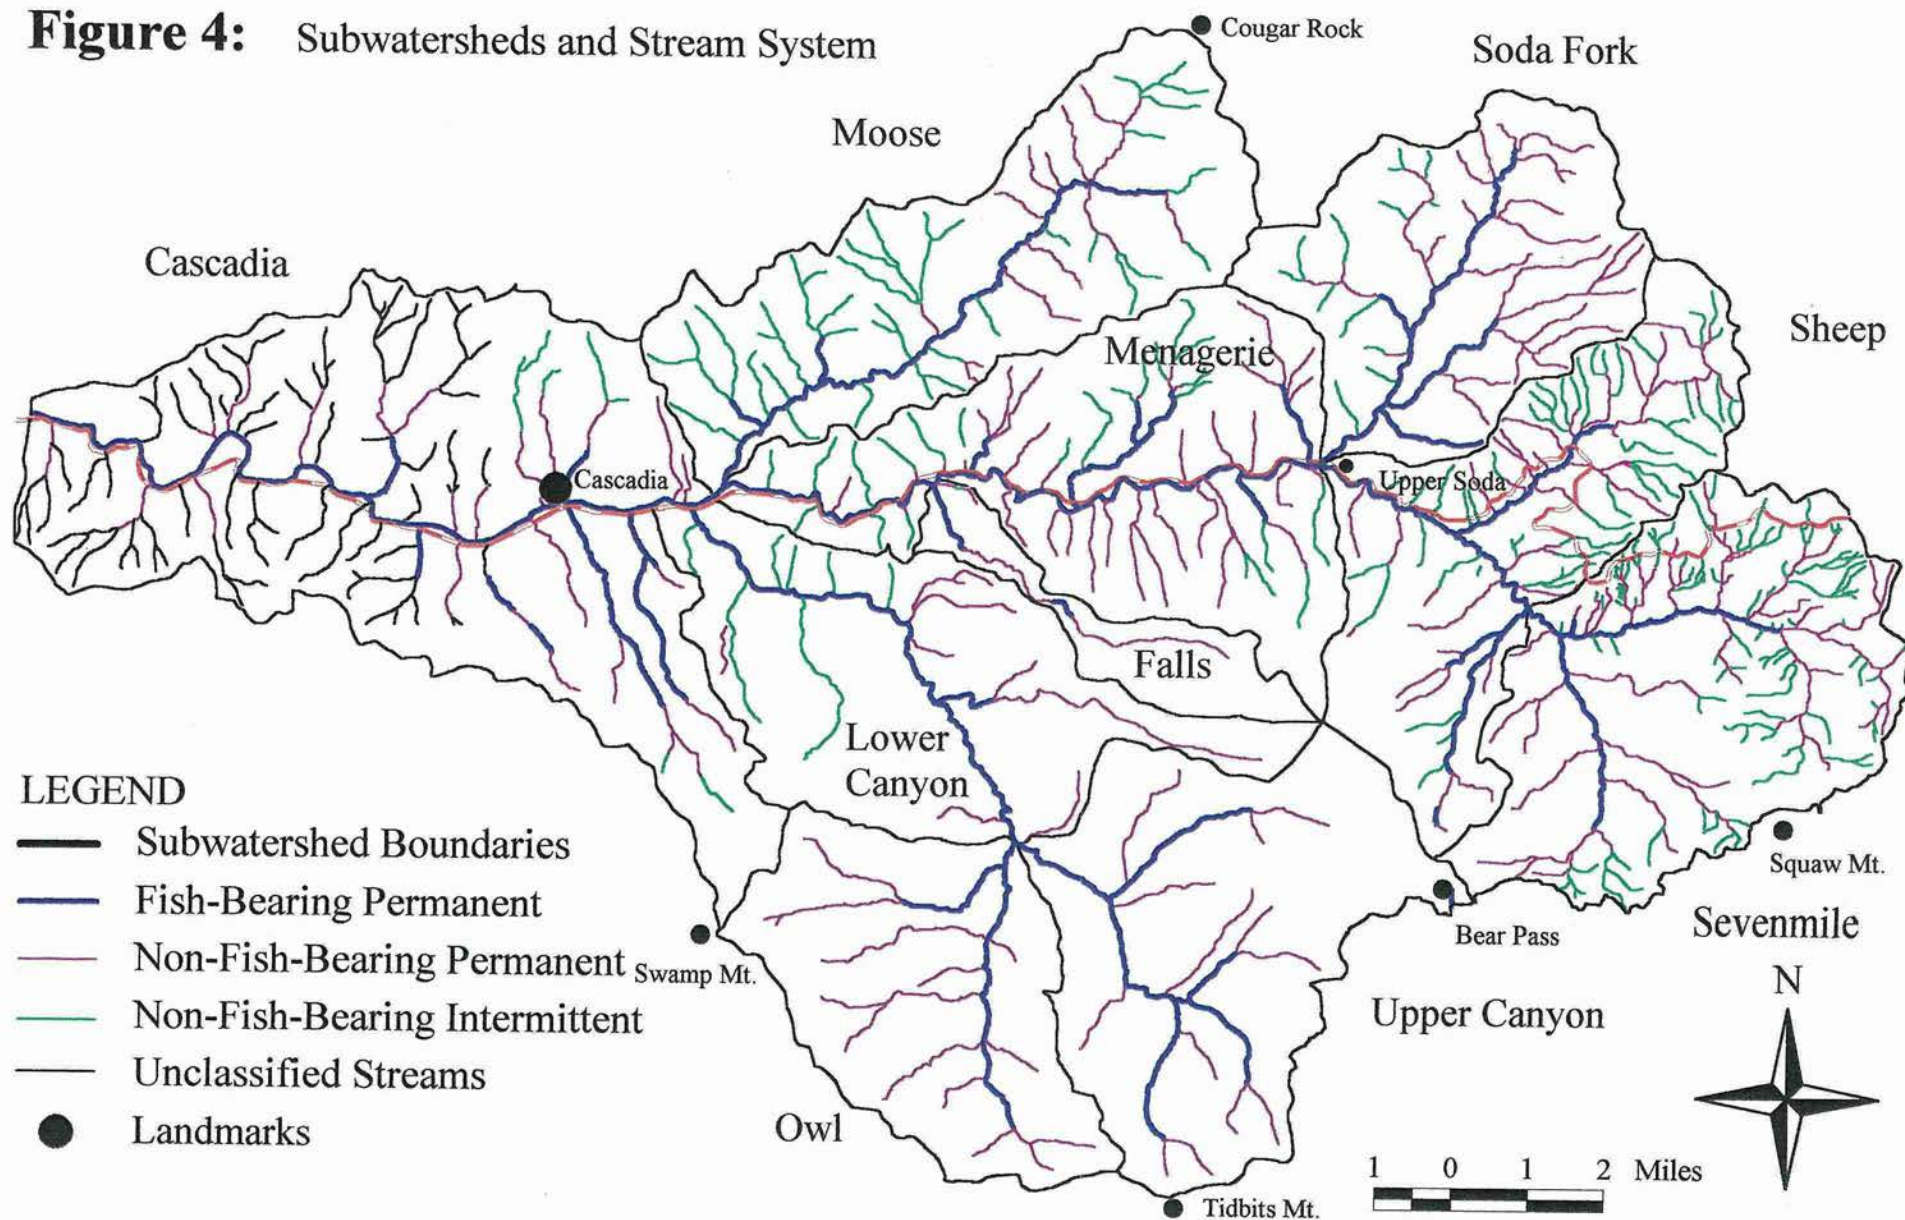 Figure 4: Subwatersheds and Stream System
Cougar Rock
Soda Fork
Moose
Cascadia
Sheep
Menagerie
Cascadia
Upper Soda
Falls
Lower
Canyon
LEGEND
Subwatershed Boundaries
Fish-Bearing Permanent
Non-Fish-Bearing Permanent
Non-Fish-Bearing Intermittent
Unclassified Streams
Landmarks
Swamp Mt.
Squaw Mt.
Bear Pass
Sevenmile
Upper Canyon
N
Owl
1 0 1 2 Miles
Tidbits Mt.